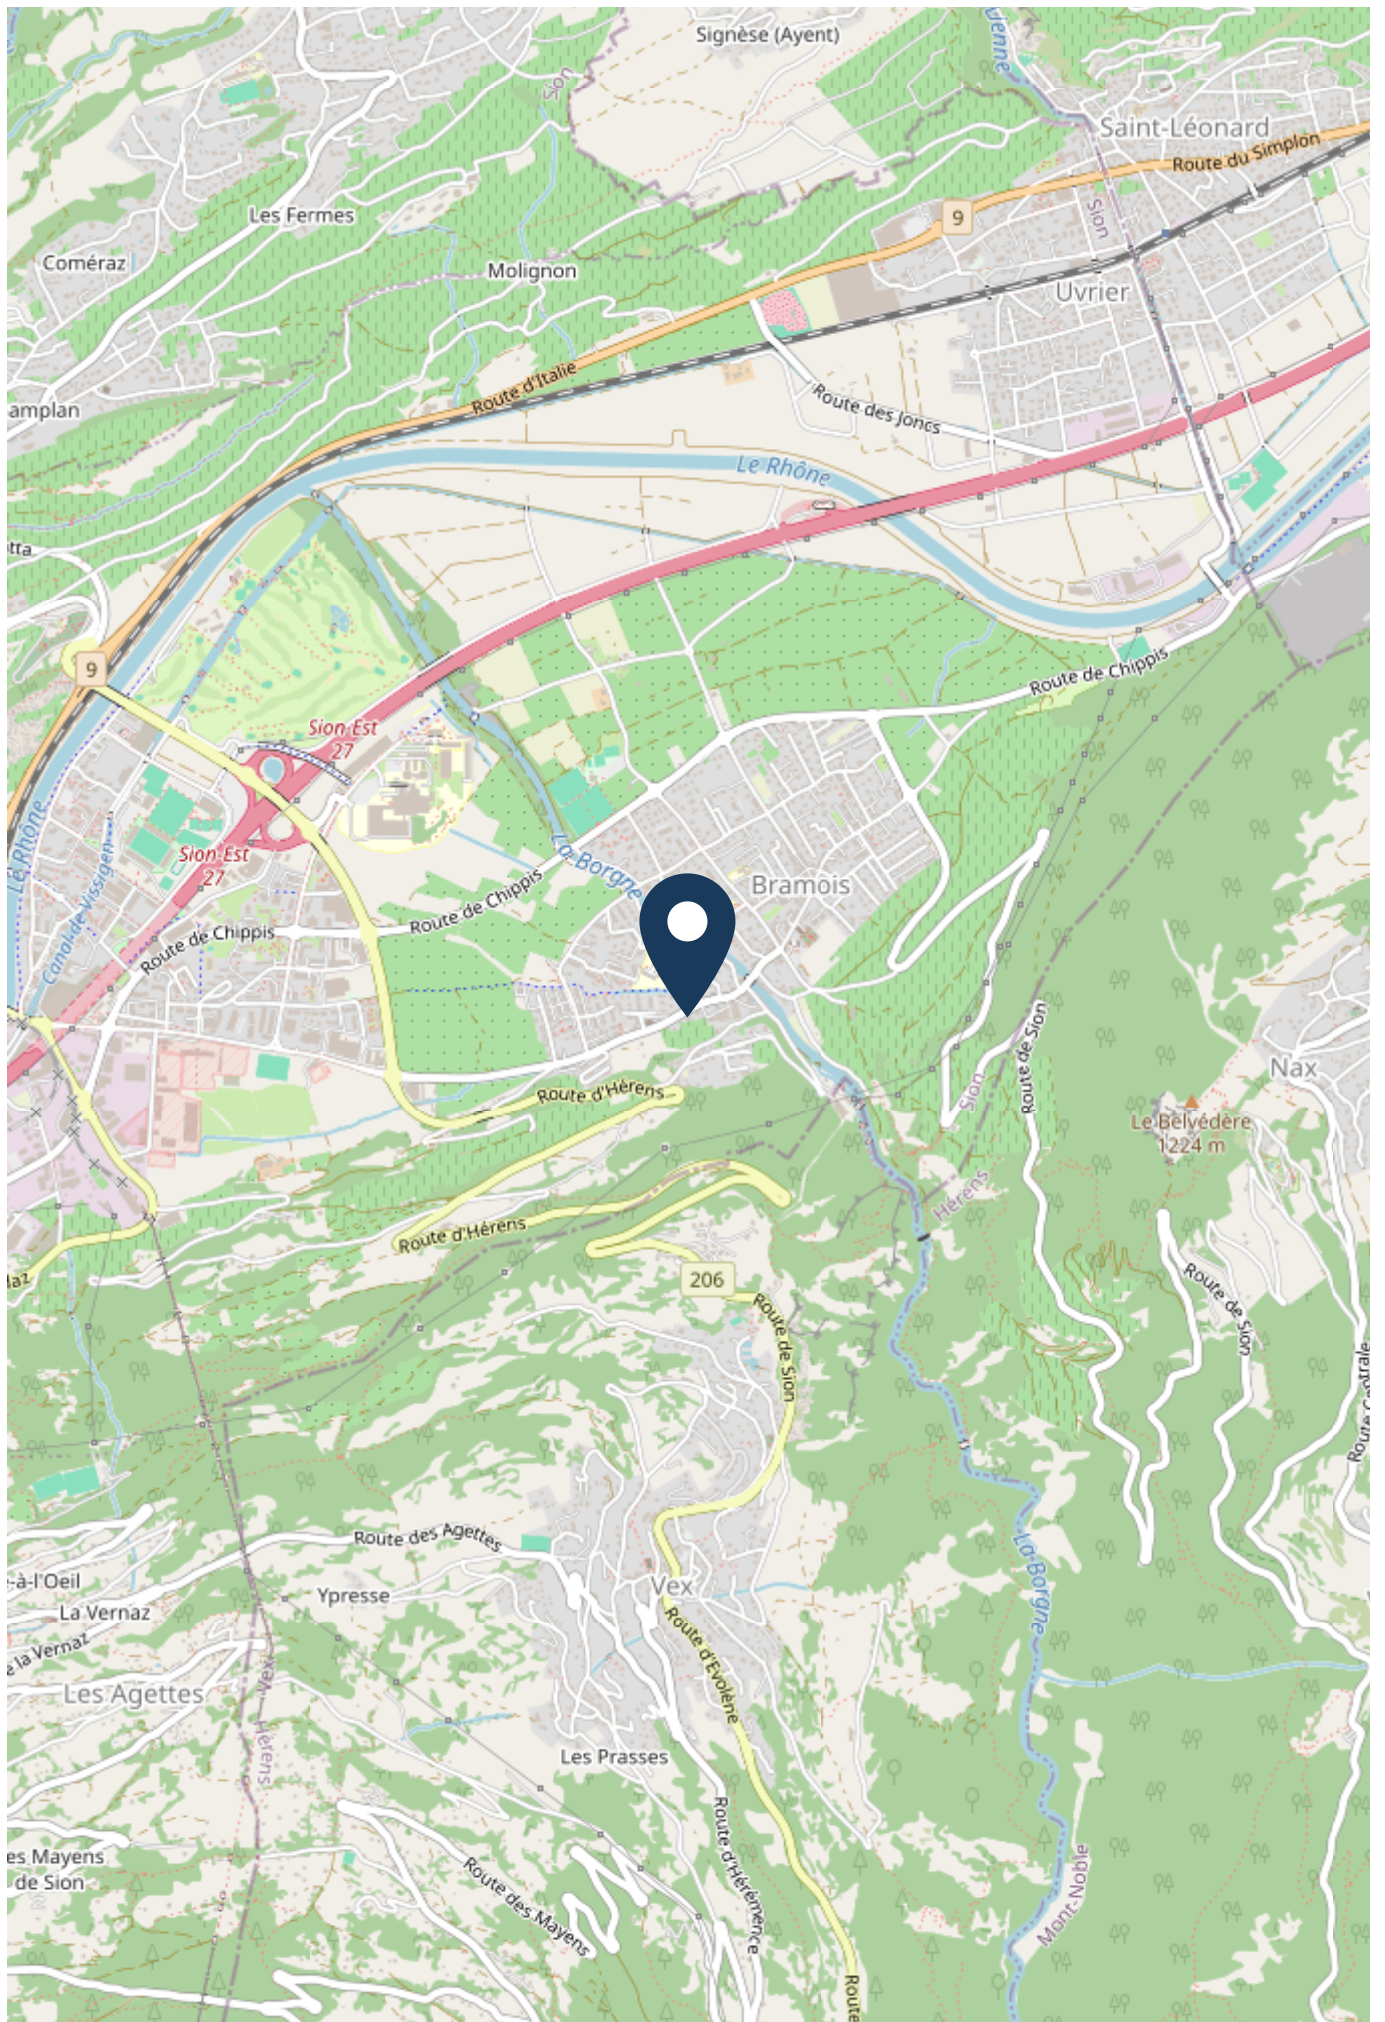 Signèse (Ayent)
ienne
Sion
Saint-Léonard
Route du Simplon
Les Fermes
9
Sion
Coméraz
Molignon
Uvrier
Route d'Italie
amplan
Route des Joncs
Le Rhône
tta
9
Route de Chippis
Sion-Est
27
Le Rhône
Sion-Est
27
La Borgne
Canal de Vissigen
Bramois
Route de Chippis
Route de Chippis
Route de Sion
Sion
Nax
Route d'Hérens
Le Belvédère
1224 m
Hérens
Route d'Hérens
laz
206
Route de Sion
Route de Sion
Route Centrale
Route des Agettes
La Borgne
-à-l'Oeil
Ypresse
Vex
La Vernaz
e la Vernaz
Route d'Evolène
Vex
Les Agettes
Hérens
Les Prasses
Route d'Hérémence
es Mayens
de Sion
Route des Mayens
Mont-Noble
Route